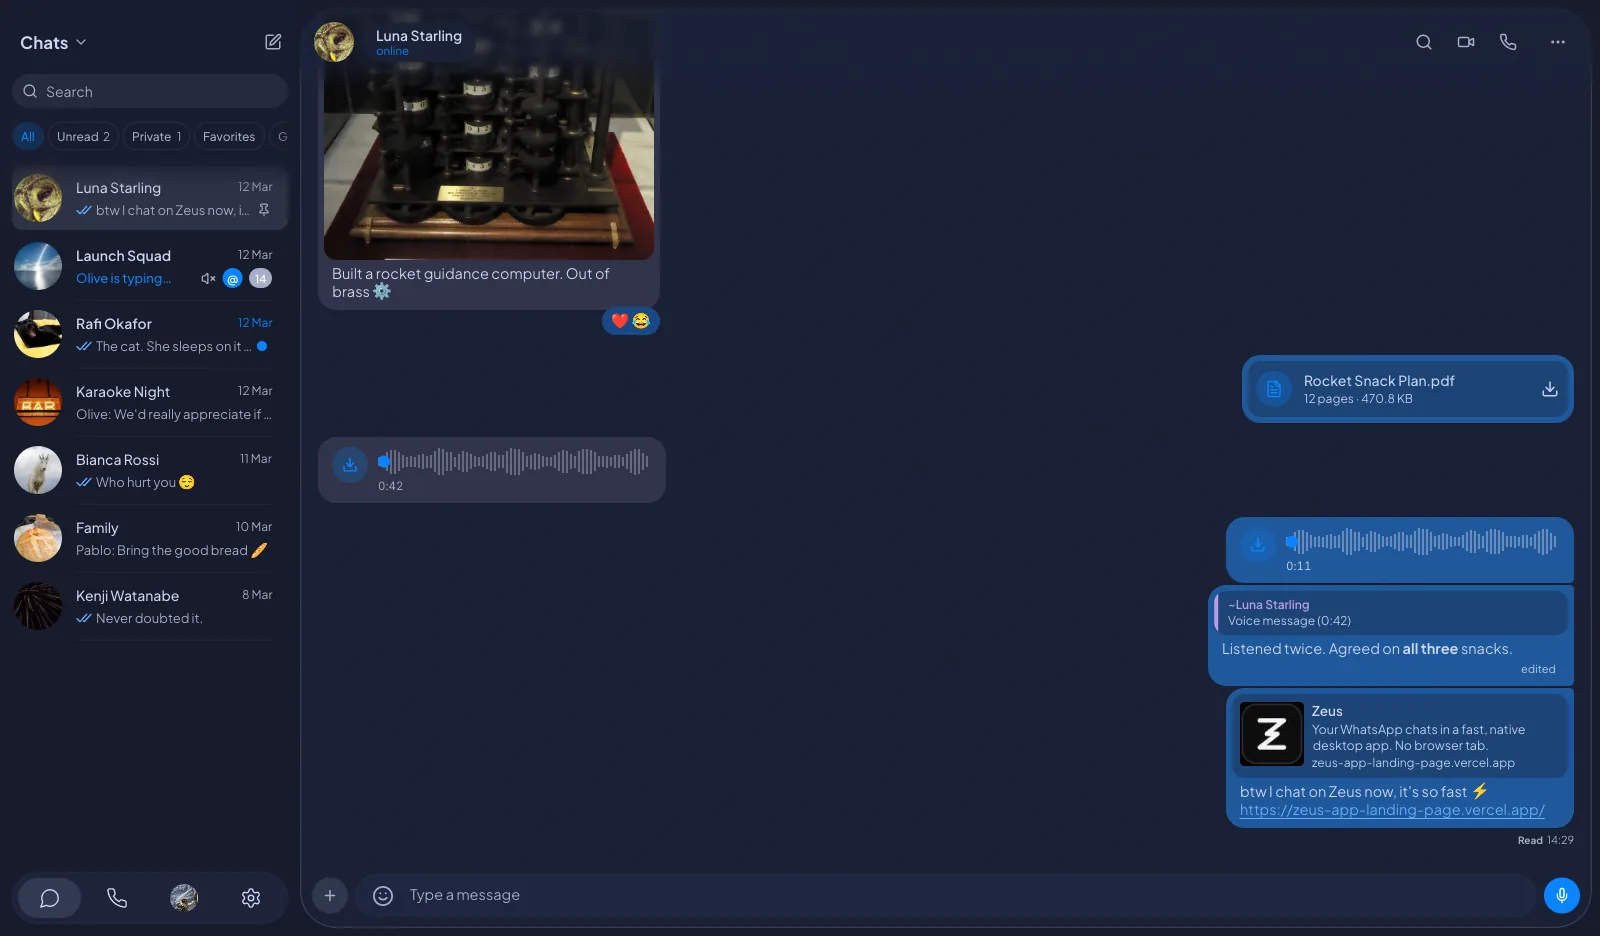 Chats
Search
All
Unread 2
Private 1
Favorites
G
Luna Starling
12 Mar
btw I chat on Zeus now, i...
Launch Squad
12 Mar
Olive is typing...
@
14
Rafi Okafor
12 Mar
The cat. She sleeps on it ...
Karaoke Night
12 Mar
Olive: We'd really appreciate if ...
Bianca Rossi
11 Mar
Who hurt you 😌
Family
10 Mar
Pablo: Bring the good bread 🥖
Kenji Watanabe
8 Mar
Never doubted it.
Luna Starling
online
Built a rocket guidance computer. Out of
brass ⚙️
❤️😂
Rocket Snack Plan.pdf
12 pages · 470.8 KB
0:42
0:11
~Luna Starling
Voice message (0:42)
Listened twice. Agreed on all three snacks.
edited
Zeus
Your WhatsApp chats in a fast, native
desktop app. No browser tab.
zeus-app-landing-page.vercel.app
btw I chat on Zeus now, it's so fast ⚡
https://zeus-app-landing-page.vercel.app/
Read 14:29
Type a message